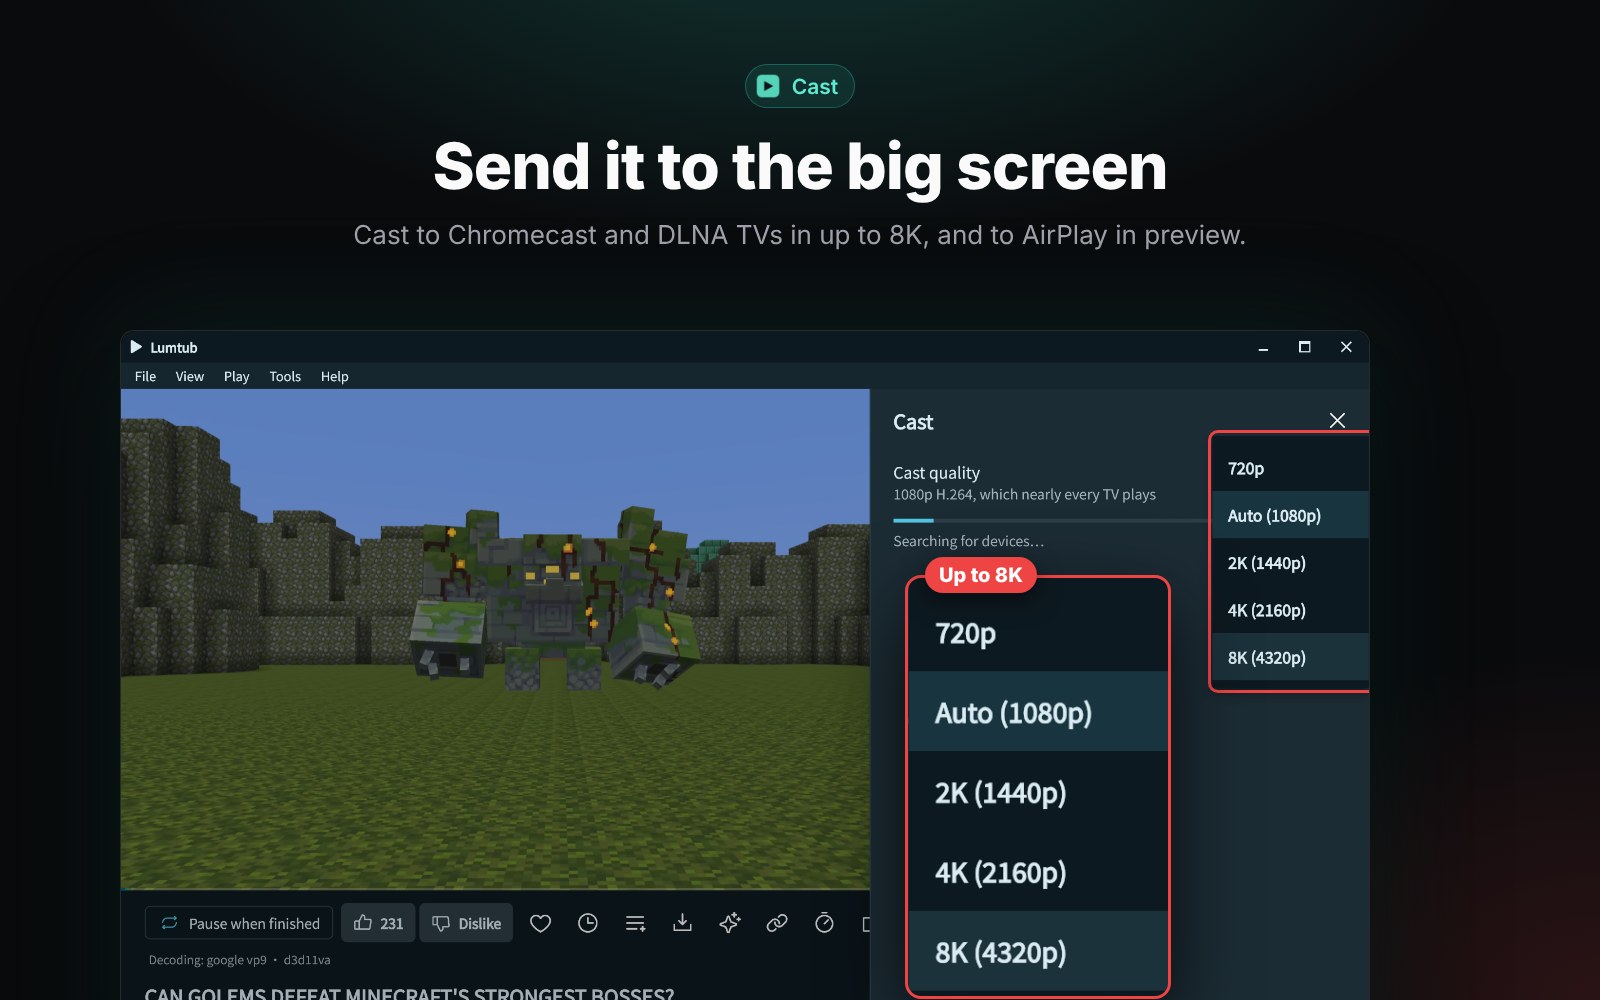 Cast
Send it to the big screen
Cast to Chromecast and DLNA TVs in up to 8K, and to AirPlay in preview.
Lumtub
File View Play Tools Help
Cast
Cast quality
1080p H.264, which nearly every TV plays
Searching for devices...
720p
Auto (1080p)
2K (1440p)
4K (2160p)
8K (4320p)
Up to 8K
720p
Auto (1080p)
2K (1440p)
4K (2160p)
8K (4320p)
Pause when finished 231 Dislike
Decoding: google vp9 • d3d11va
CAN GOLEMS DEFEAT MINECRAFT'S STRONGEST BOSSES?